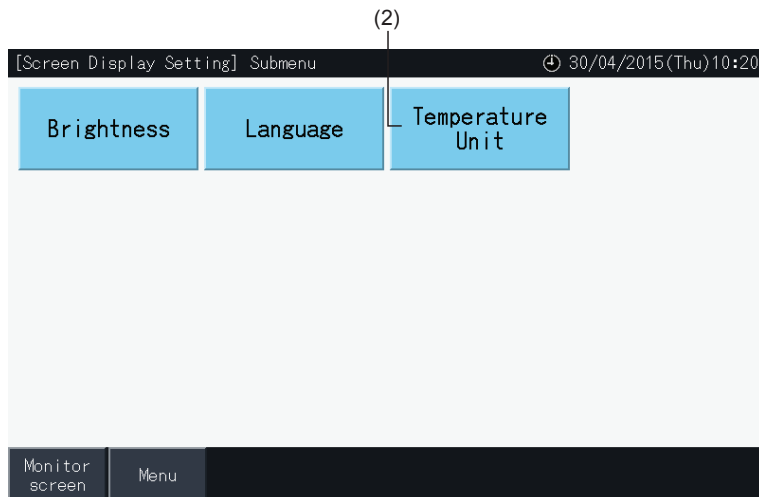 (2)
[Screen Display Setting] Submenu 30/04/2015(Thu)10:20
Brightness
Language
Temperature
Unit
Monitor
screen
Menu